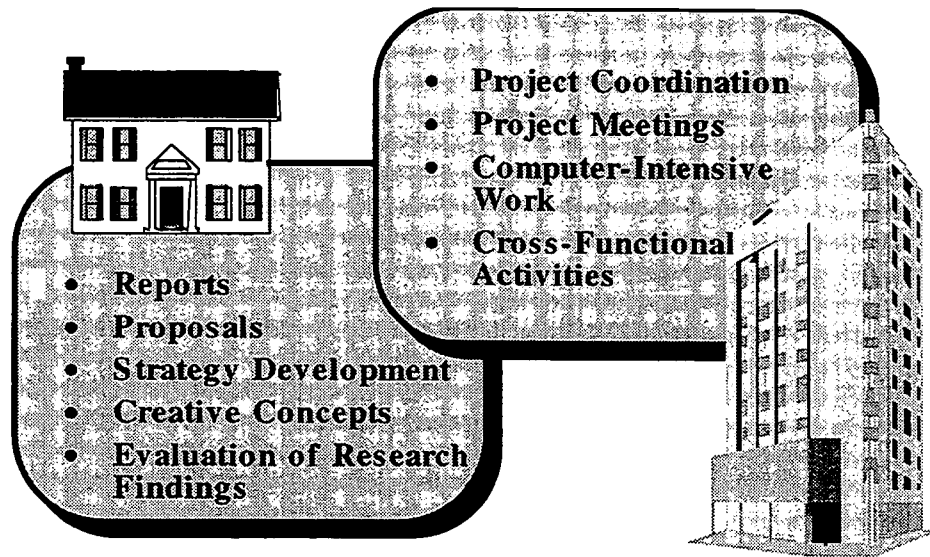 • Project Coordination
• Project Meetings
• Computer-Intensive
Work
• Cross-Functional
Activities
• Reports
• Proposals
• Strategy Development
• Creative Concepts
• Evaluation of Research
Findings